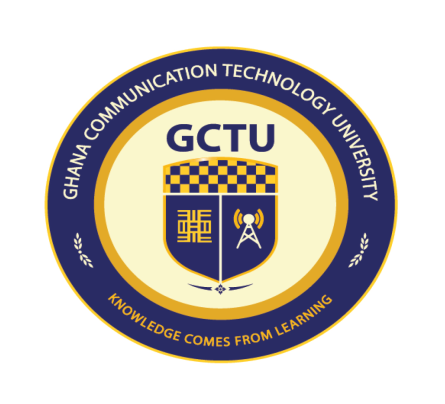 GHANA COMMUNICATION TECHNOLOGY UNIVERSITY
GCTU
KNOWLEDGE COMES FROM LEARNING